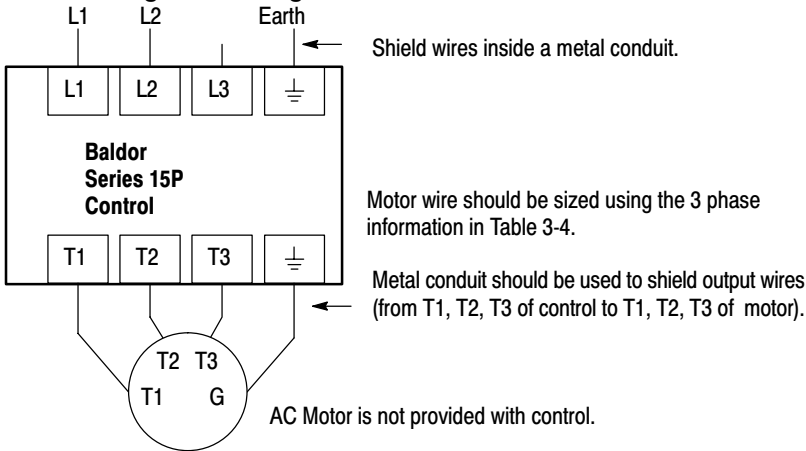 L1 L2 Earth
Shield wires inside a metal conduit.
L1 L2 L3
Baldor
Series 15P
Control
Motor wire should be sized using the 3 phase
information in Table 3-4.
T1 T2 T3
Metal conduit should be used to shield output wires
(from T1, T2, T3 of control to T1, T2, T3 of motor).
T2 T3
T1 G
AC Motor is not provided with control.